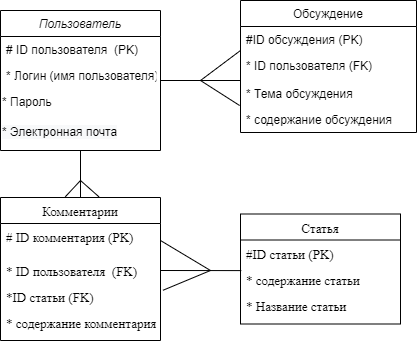 Пользователь
# ID пользователя (PK)
* Логин (имя пользователя)
* Пароль
* Электронная почта
Обсуждение
#ID обсуждения (PK)
* ID пользователя (FK)
* Тема обсуждения
* содержание обсуждения
Комментарии
# ID комментария (PK)
* ID пользователя (FK)
*ID статьи (FK)
* содержание комментария
Статья
#ID статьи (PK)
* содержание статьи
* Название статьи